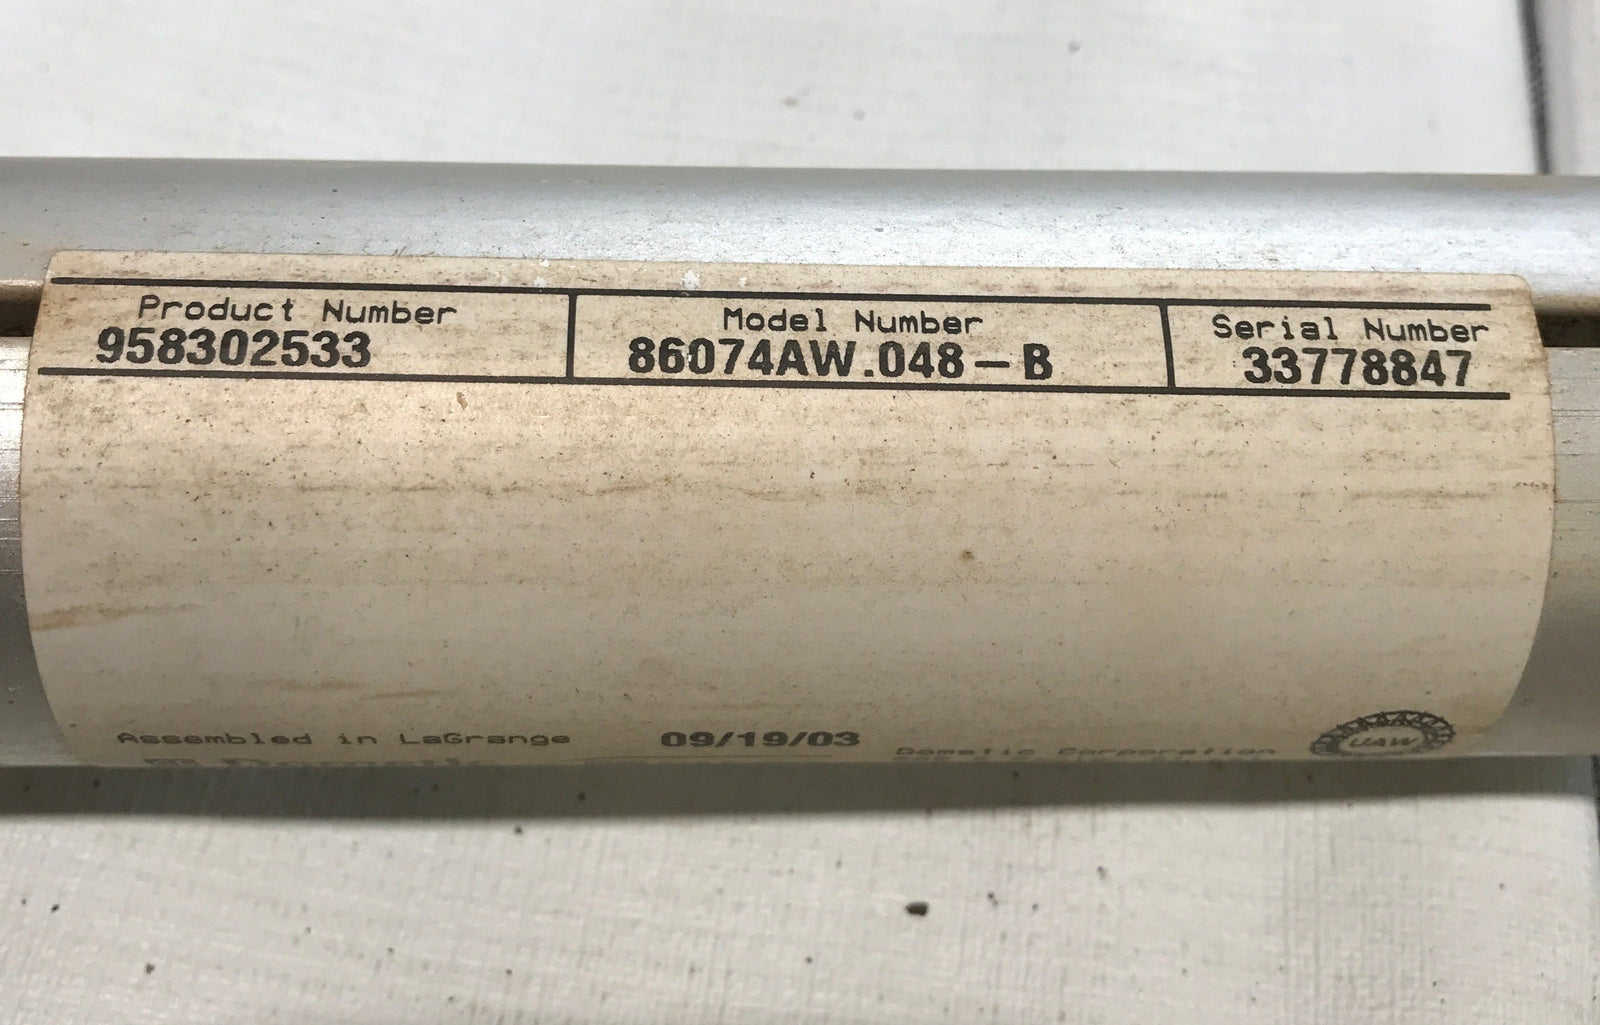 Product Number Model Number Serial Number
958302533 86074AW.048-B 33778847
Assembled in LaGrange 09/19/03 Dometic Corporation UAW
Dometic